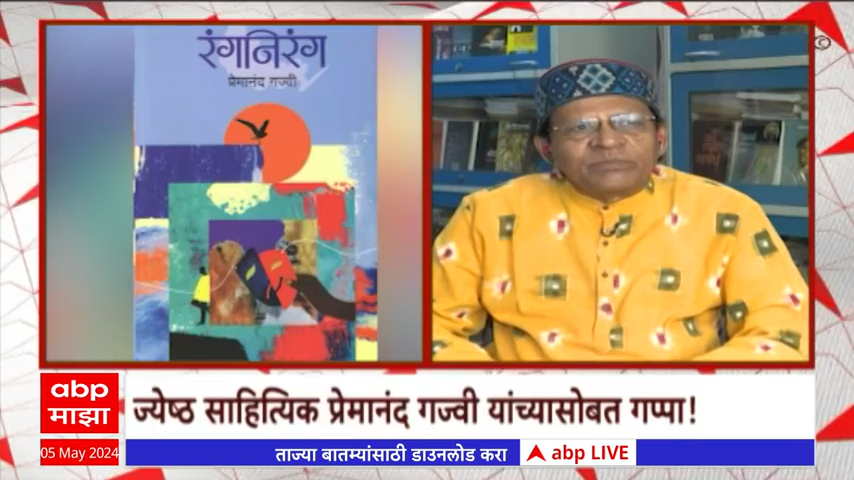 रंगनिरंग
प्रेमानंद गज्वी
©
abp
माझा
ज्येष्ठ साहित्यिक प्रेमानंद गज्वी यांच्यासोबत गप्पा!
05 May 2024
ताज्या बातम्यांसाठी डाउनलोड करा
abp LIVE